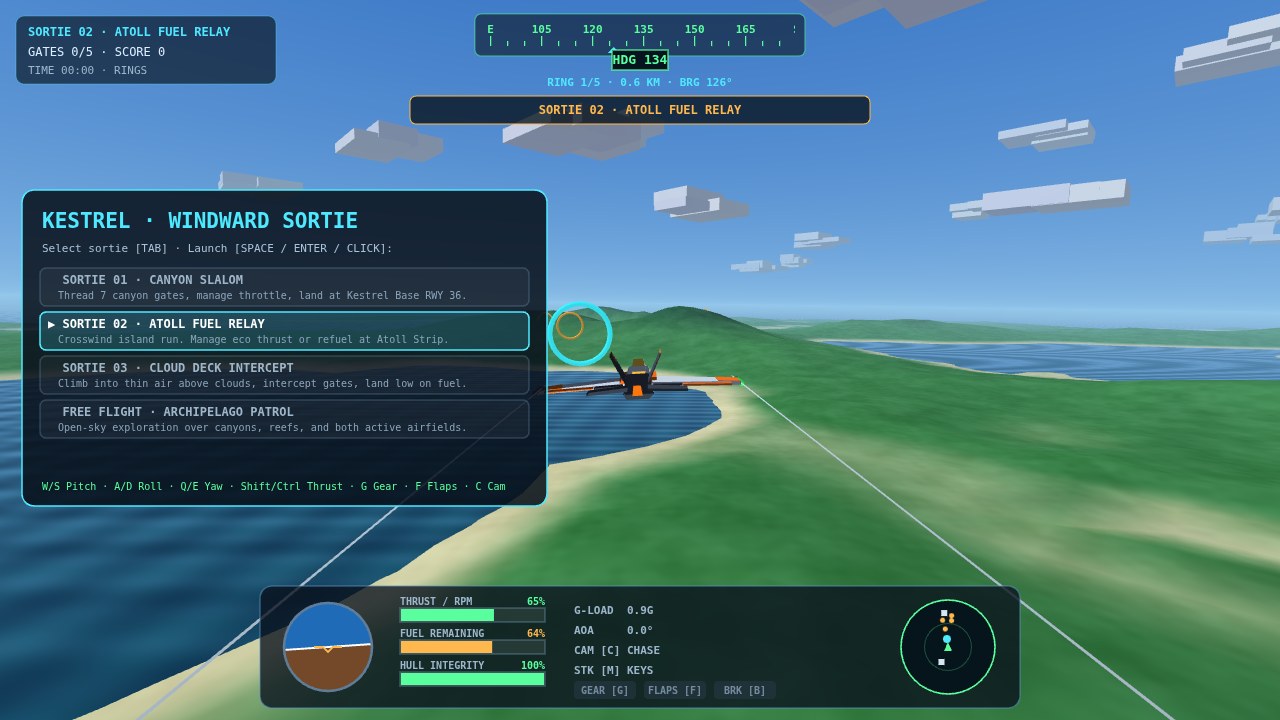 SORTIE 02 · ATOLL FUEL RELAY
GATES 0/5 · SCORE 0
TIME 00:00 · RINGS
E 105 120 135 150 165
HDG 134
RING 1/5 · 0.6 KM · BRG 126°
SORTIE 02 · ATOLL FUEL RELAY
KESTREL · WINDWARD SORTIE
Select sortie [TAB] · Launch [SPACE / ENTER / CLICK]:
SORTIE 01 · CANYON SLALOM
Thread 7 canyon gates, manage throttle, land at Kestrel Base RWY 36.
▶ SORTIE 02 · ATOLL FUEL RELAY
Crosswind island run. Manage eco thrust or refuel at Atoll Strip.
SORTIE 03 · CLOUD DECK INTERCEPT
Climb into thin air above clouds, intercept gates, land low on fuel.
FREE FLIGHT · ARCHIPELAGO PATROL
Open-sky exploration over canyons, reefs, and both active airfields.
W/S Pitch · A/D Roll · Q/E Yaw · Shift/Ctrl Thrust · G Gear · F Flaps · C Cam
THRUST / RPM 65%
FUEL REMAINING 64%
HULL INTEGRITY 100%
G-LOAD 0.9G
AOA 0.0°
CAM [C] CHASE
STK [M] KEYS
GEAR [G] FLAPS [F] BRK [B]